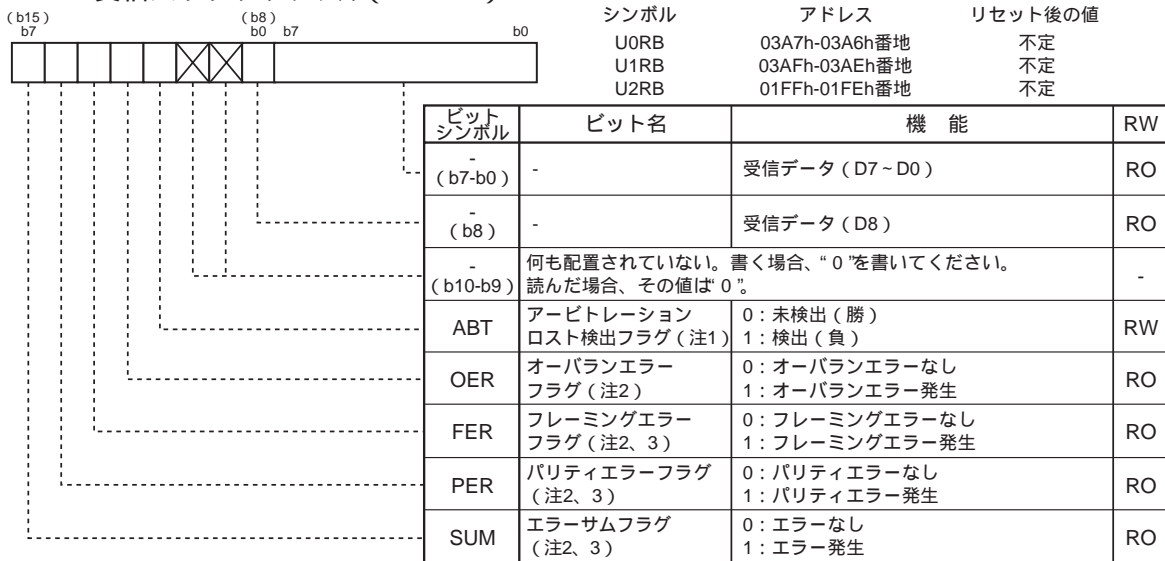 (b15) (b8)
b7 b0 b7 b0
シンボル アドレス リセット後の値
U0RB 03A7h-03A6h番地 不定
U1RB 03AFh-03AEh番地 不定
U2RB 01FFh-01FEh番地 不定
ビットシンボル ビット名 機 能 RW
-
(b7-b0) - 受信データ(D7~D0) RO
-
(b8) - 受信データ(D8) RO
-
(b10-b9) 何も配置されていない。書く場合、“0”を書いてください。
読んだ場合、その値は“0”。 -
ABT アービトレーション
ロスト検出フラグ(注1) 0:未検出(勝)
1:検出(負) RW
OER オーバランエラー
フラグ(注2) 0:オーバランエラーなし
1:オーバランエラー発生 RO
FER フレーミングエラー
フラグ(注2、3) 0:フレーミングエラーなし
1:フレーミングエラー発生 RO
PER パリティエラーフラグ
(注2、3) 0:パリティエラーなし
1:パリティエラー発生 RO
SUM エラーサムフラグ
(注2、3) 0:エラーなし
1:エラー発生 RO